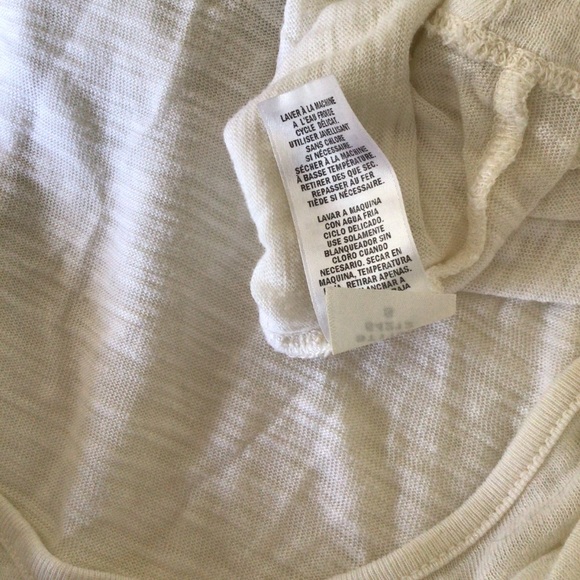 LAVER À LA MACHINE
À L'EAU FROIDE
CYCLE DÉLICAT.
UTILISER JAVELLISANT
SANS CHLORE
SI NÉCESSAIRE.
SÉCHER À LA MACHINE
À BASSE TEMPÉRATURE.
RETIRER DES QUE SEC.
REPASSER AU FER
TIÈDE SI NÉCESSAIRE.
LAVAR A MAQUINA
CON AGUA FRIA
CICLO DELICADO.
USE SOLAMENTE
BLANQUEADOR SIN
CLORO CUANDO
NECESARIO. SECAR EN
MAQUINA, TEMPERATURA
RETIRAR APENAS.